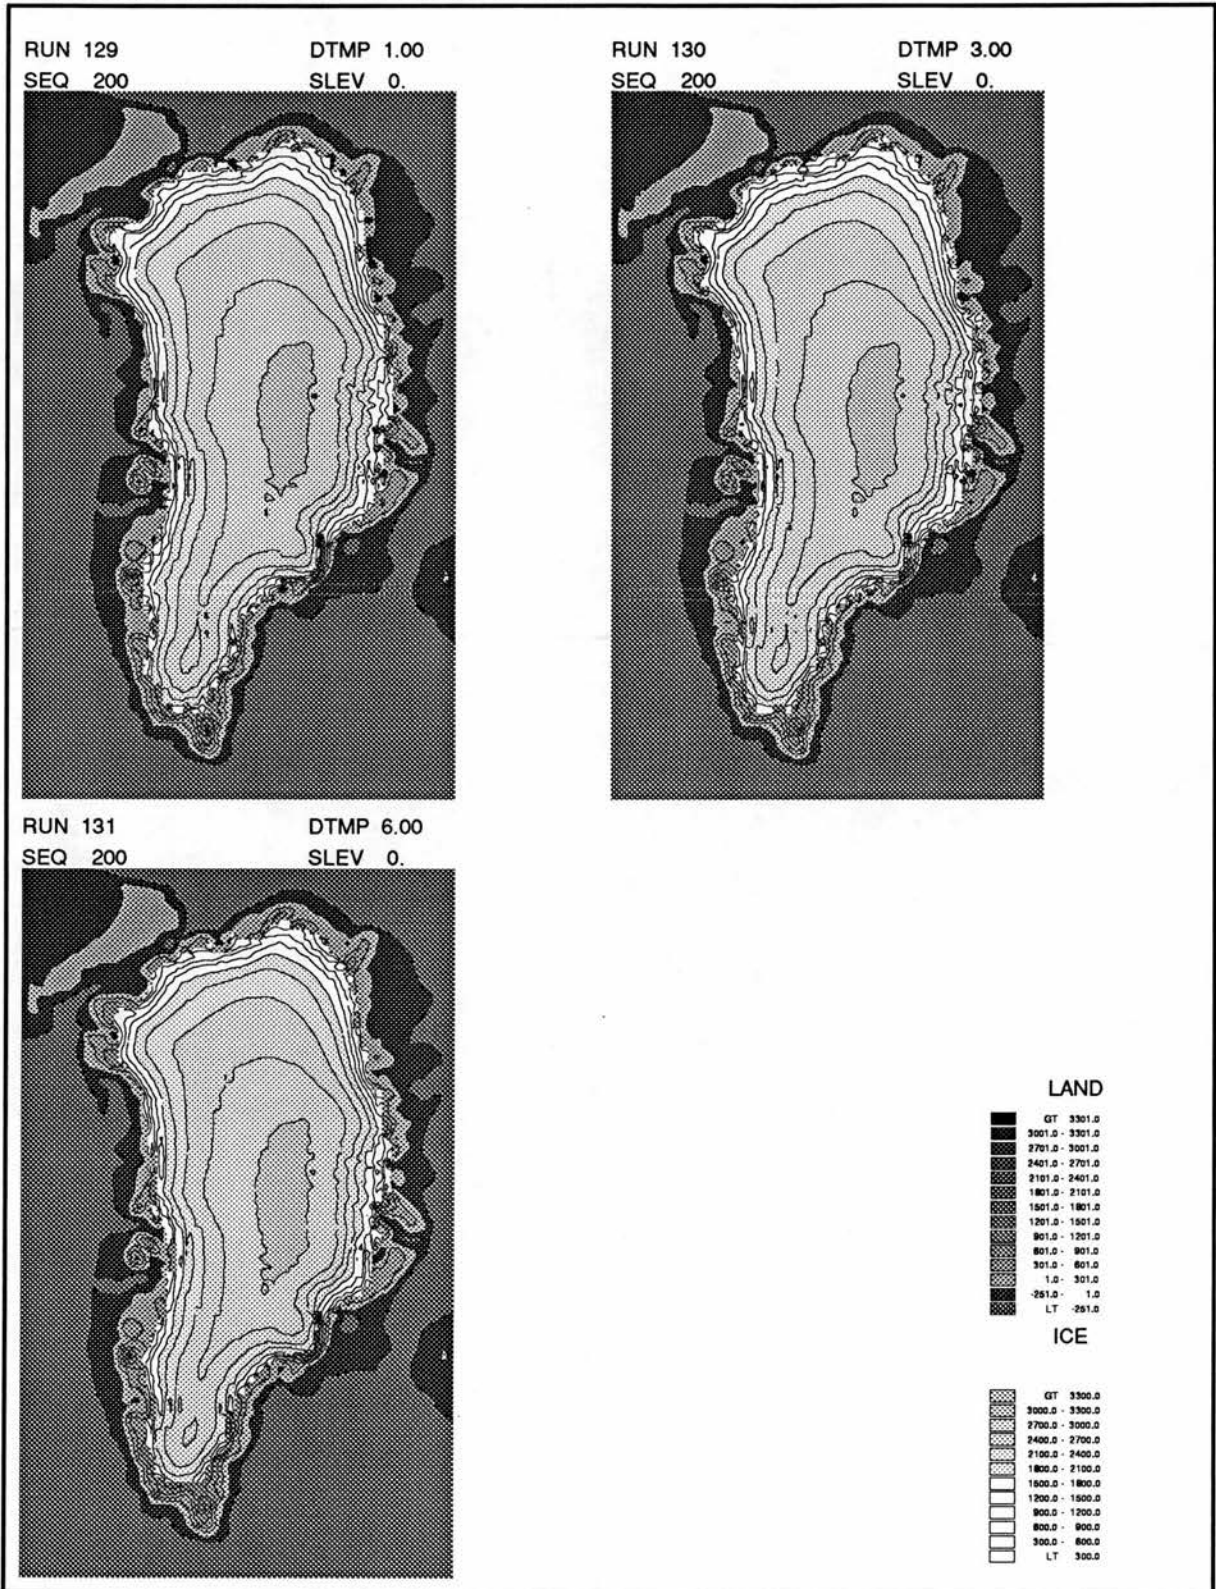 RUN 129 DTMP 1.00
SEQ 200 SLEV 0.
RUN 130 DTMP 3.00
SEQ 200 SLEV 0.
RUN 131 DTMP 6.00
SEQ 200 SLEV 0.
LAND
GT 3301.0
3001.0 - 3301.0
2701.0 - 3001.0
2401.0 - 2701.0
2101.0 - 2401.0
1801.0 - 2101.0
1501.0 - 1801.0
1201.0 - 1501.0
901.0 - 1201.0
601.0 - 901.0
301.0 - 601.0
1.0 - 301.0
-251.0 - 1.0
LT -251.0
ICE
GT 3300.0
3000.0 - 3300.0
2700.0 - 3000.0
2400.0 - 2700.0
2100.0 - 2400.0
1800.0 - 2100.0
1500.0 - 1800.0
1200.0 - 1500.0
900.0 - 1200.0
600.0 - 900.0
300.0 - 600.0
LT 300.0